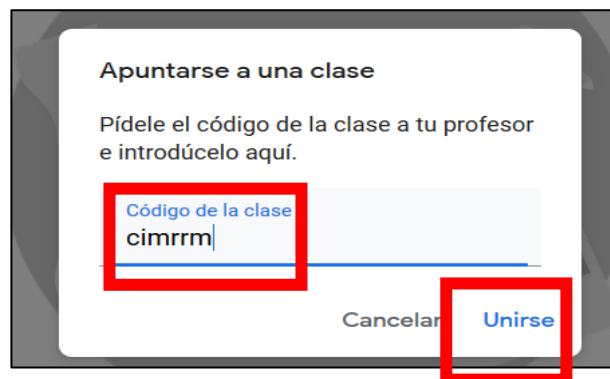 Apuntarse a una clase
Pídele el código de la clase a tu profesor
e introdúcelo aquí.
Código de la clase
cimrrm
Cancelar Unirse